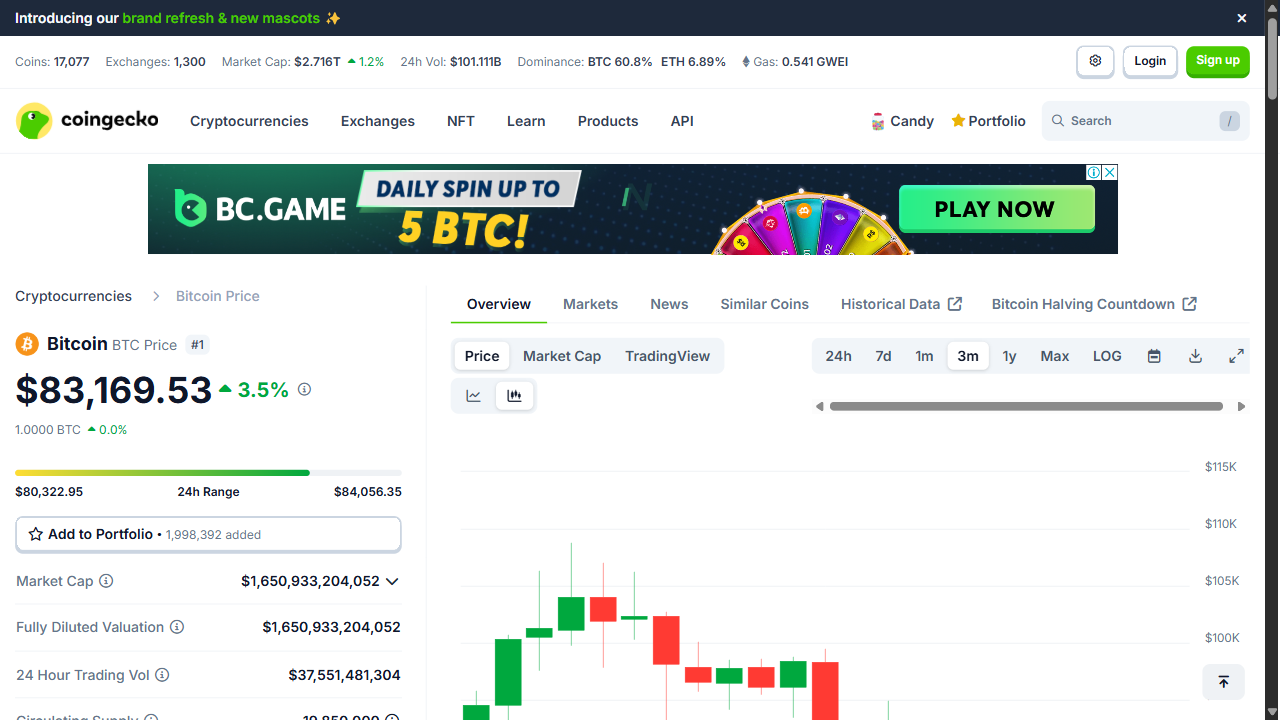 Introducing our brand refresh & new mascots ✨
Coins: 17,077 Exchanges: 1,300 Market Cap: $2.716T 1.2% 24h Vol: $101.111B Dominance: BTC 60.8% ETH 6.89% Gas: 0.541 GWEI
Login
Sign up
coingecko
Cryptocurrencies Exchanges NFT Learn Products API
Candy Portfolio
Search /
BC.GAME
DAILY SPIN UP TO
5 BTC!
PLAY NOW
Cryptocurrencies Bitcoin Price
Bitcoin BTC Price #1
$83,169.53 3.5%
1.0000 BTC 0.0%
$80,322.95 24h Range $84,056.35
Add to Portfolio • 1,998,392 added
Market Cap $1,650,933,204,052
Fully Diluted Valuation $1,650,933,204,052
24 Hour Trading Vol $37,551,481,304
Circulating Supply 19,850,000
Overview Markets News Similar Coins Historical Data Bitcoin Halving Countdown
Price Market Cap TradingView
24h 7d 1m 3m 1y Max LOG
$115K
$110K
$105K
$100K